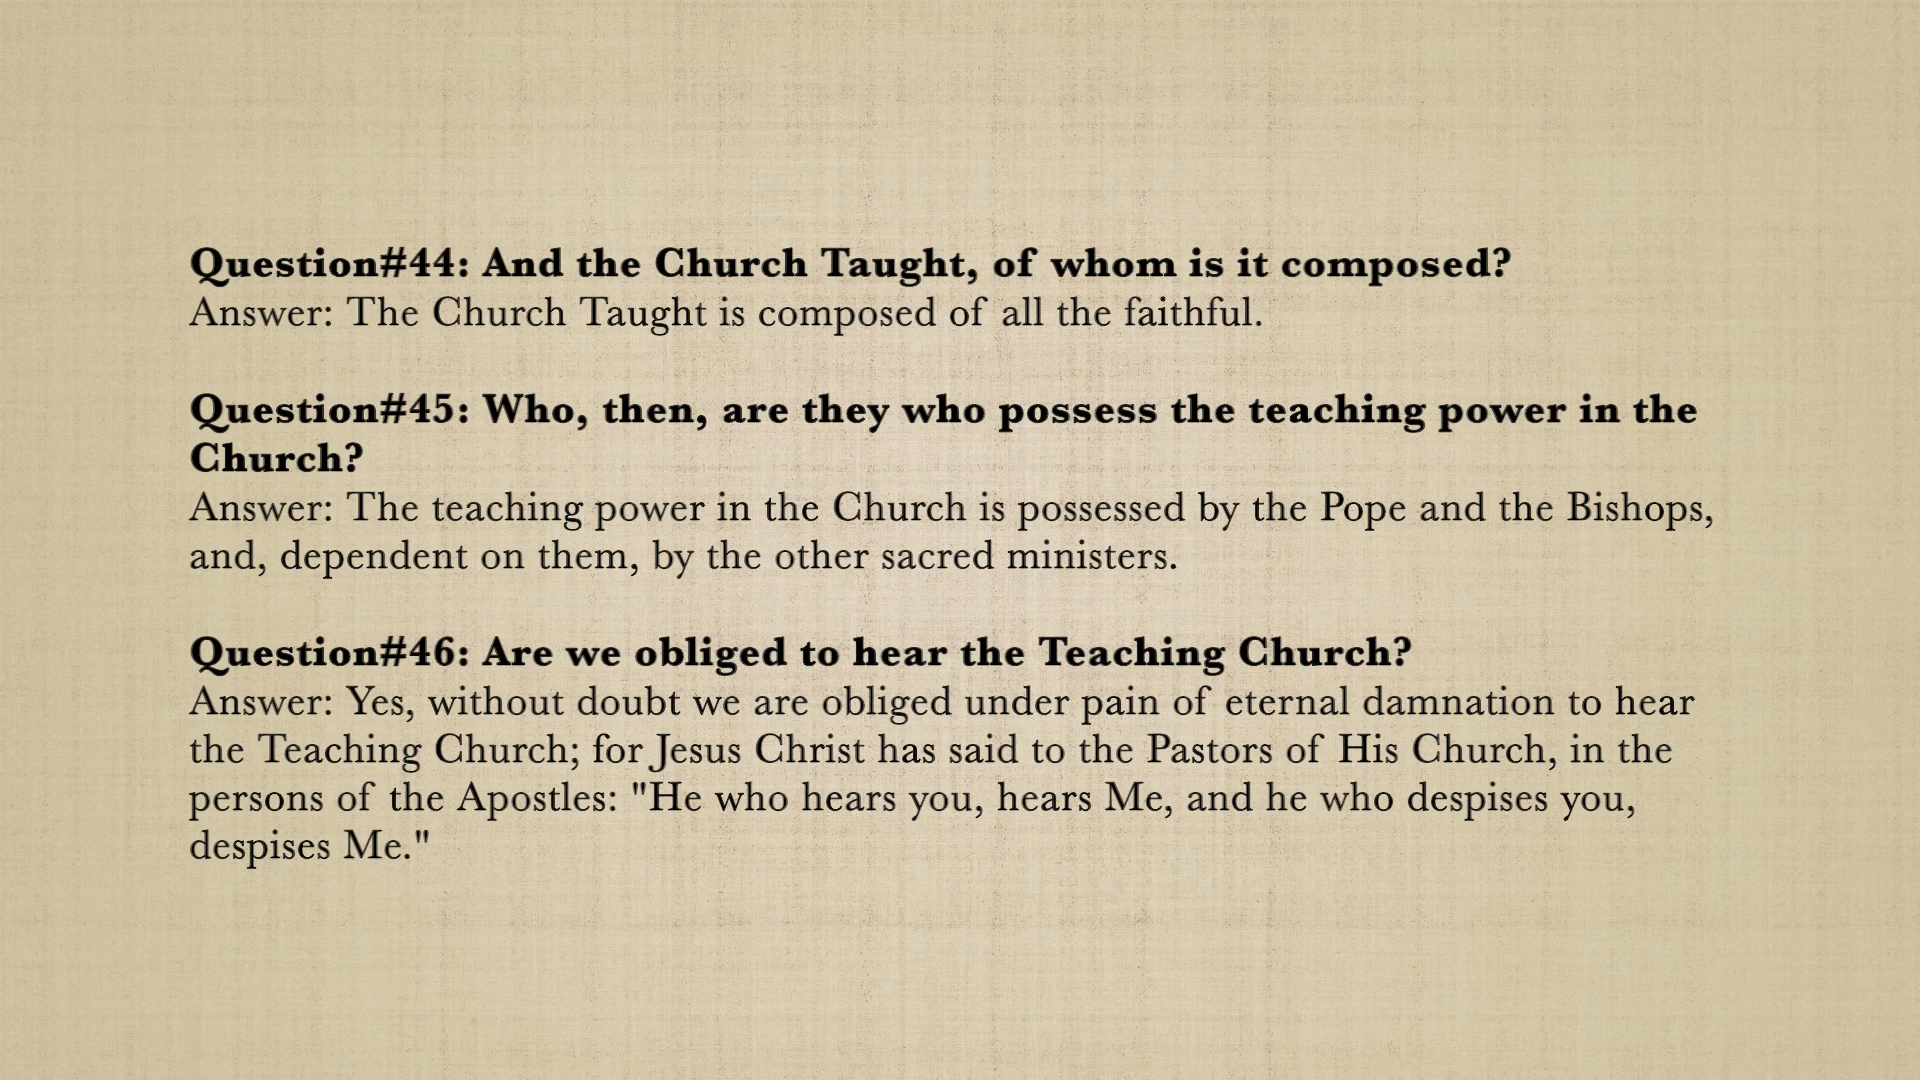 Question#44: And the Church Taught, of whom is it composed?
Answer: The Church Taught is composed of all the faithful.
Question#45: Who, then, are they who possess the teaching power in the
Church?
Answer: The teaching power in the Church is possessed by the Pope and the Bishops,
and, dependent on them, by the other sacred ministers.
Question#46: Are we obliged to hear the Teaching Church?
Answer: Yes, without doubt we are obliged under pain of eternal damnation to hear
the Teaching Church; for Jesus Christ has said to the Pastors of His Church, in the
persons of the Apostles: "He who hears you, hears Me, and he who despises you,
despises Me."